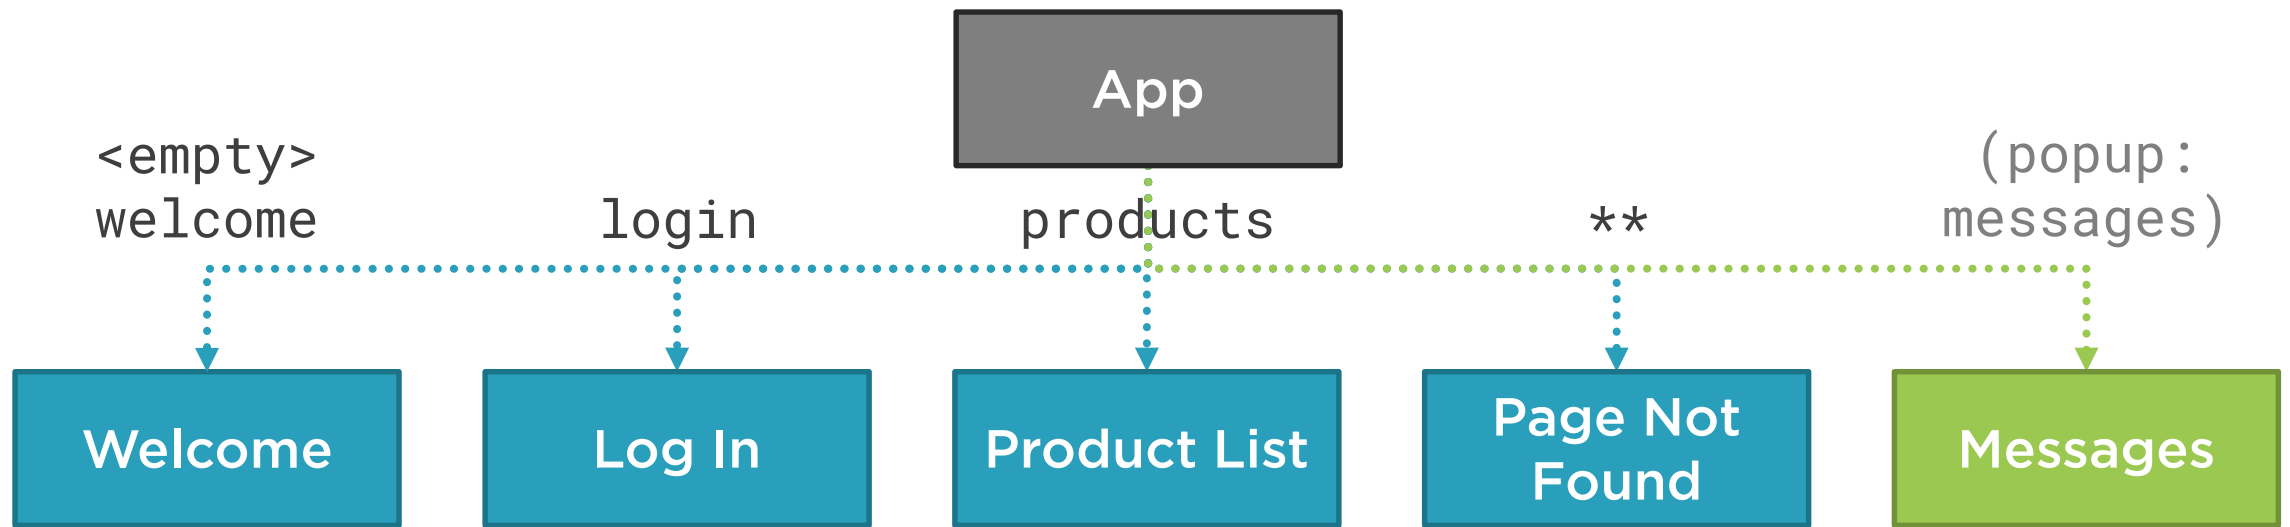 App
<empty>
welcome
login
products
**
(popup:
messages)
Welcome
Log In
Product List
Page Not
Found
Messages